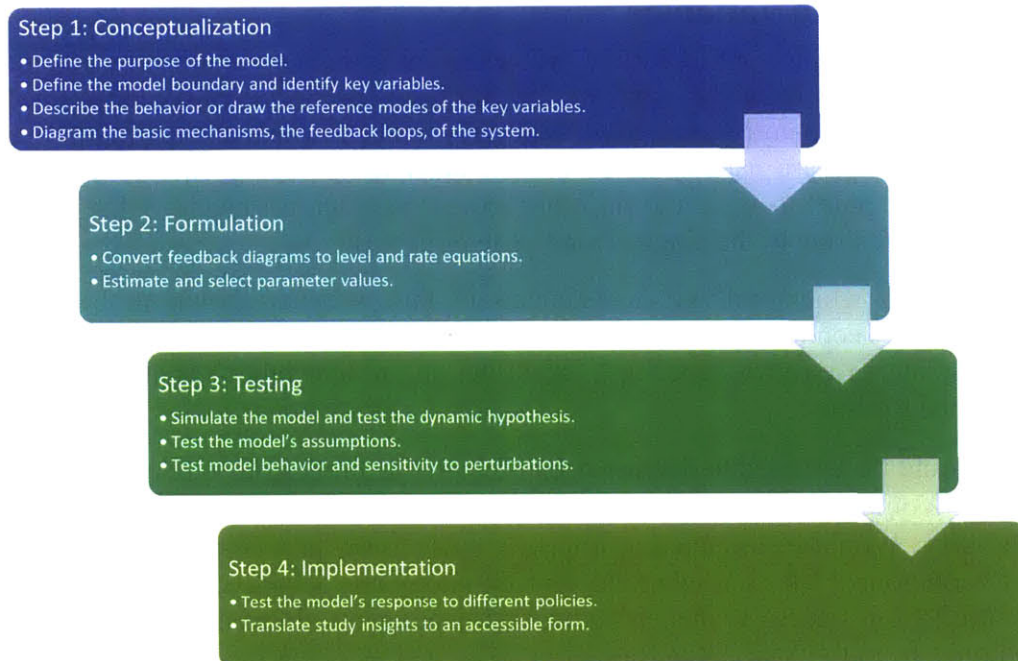 Step 1: Conceptualization
• Define the purpose of the model.
• Define the model boundary and identify key variables.
• Describe the behavior or draw the reference modes of the key variables.
• Diagram the basic mechanisms, the feedback loops, of the system.
Step 2: Formulation
• Convert feedback diagrams to level and rate equations.
• Estimate and select parameter values.
Step 3: Testing
• Simulate the model and test the dynamic hypothesis.
• Test the model's assumptions.
• Test model behavior and sensitivity to perturbations.
Step 4: Implementation
• Test the model's response to different policies.
• Translate study insights to an accessible form.